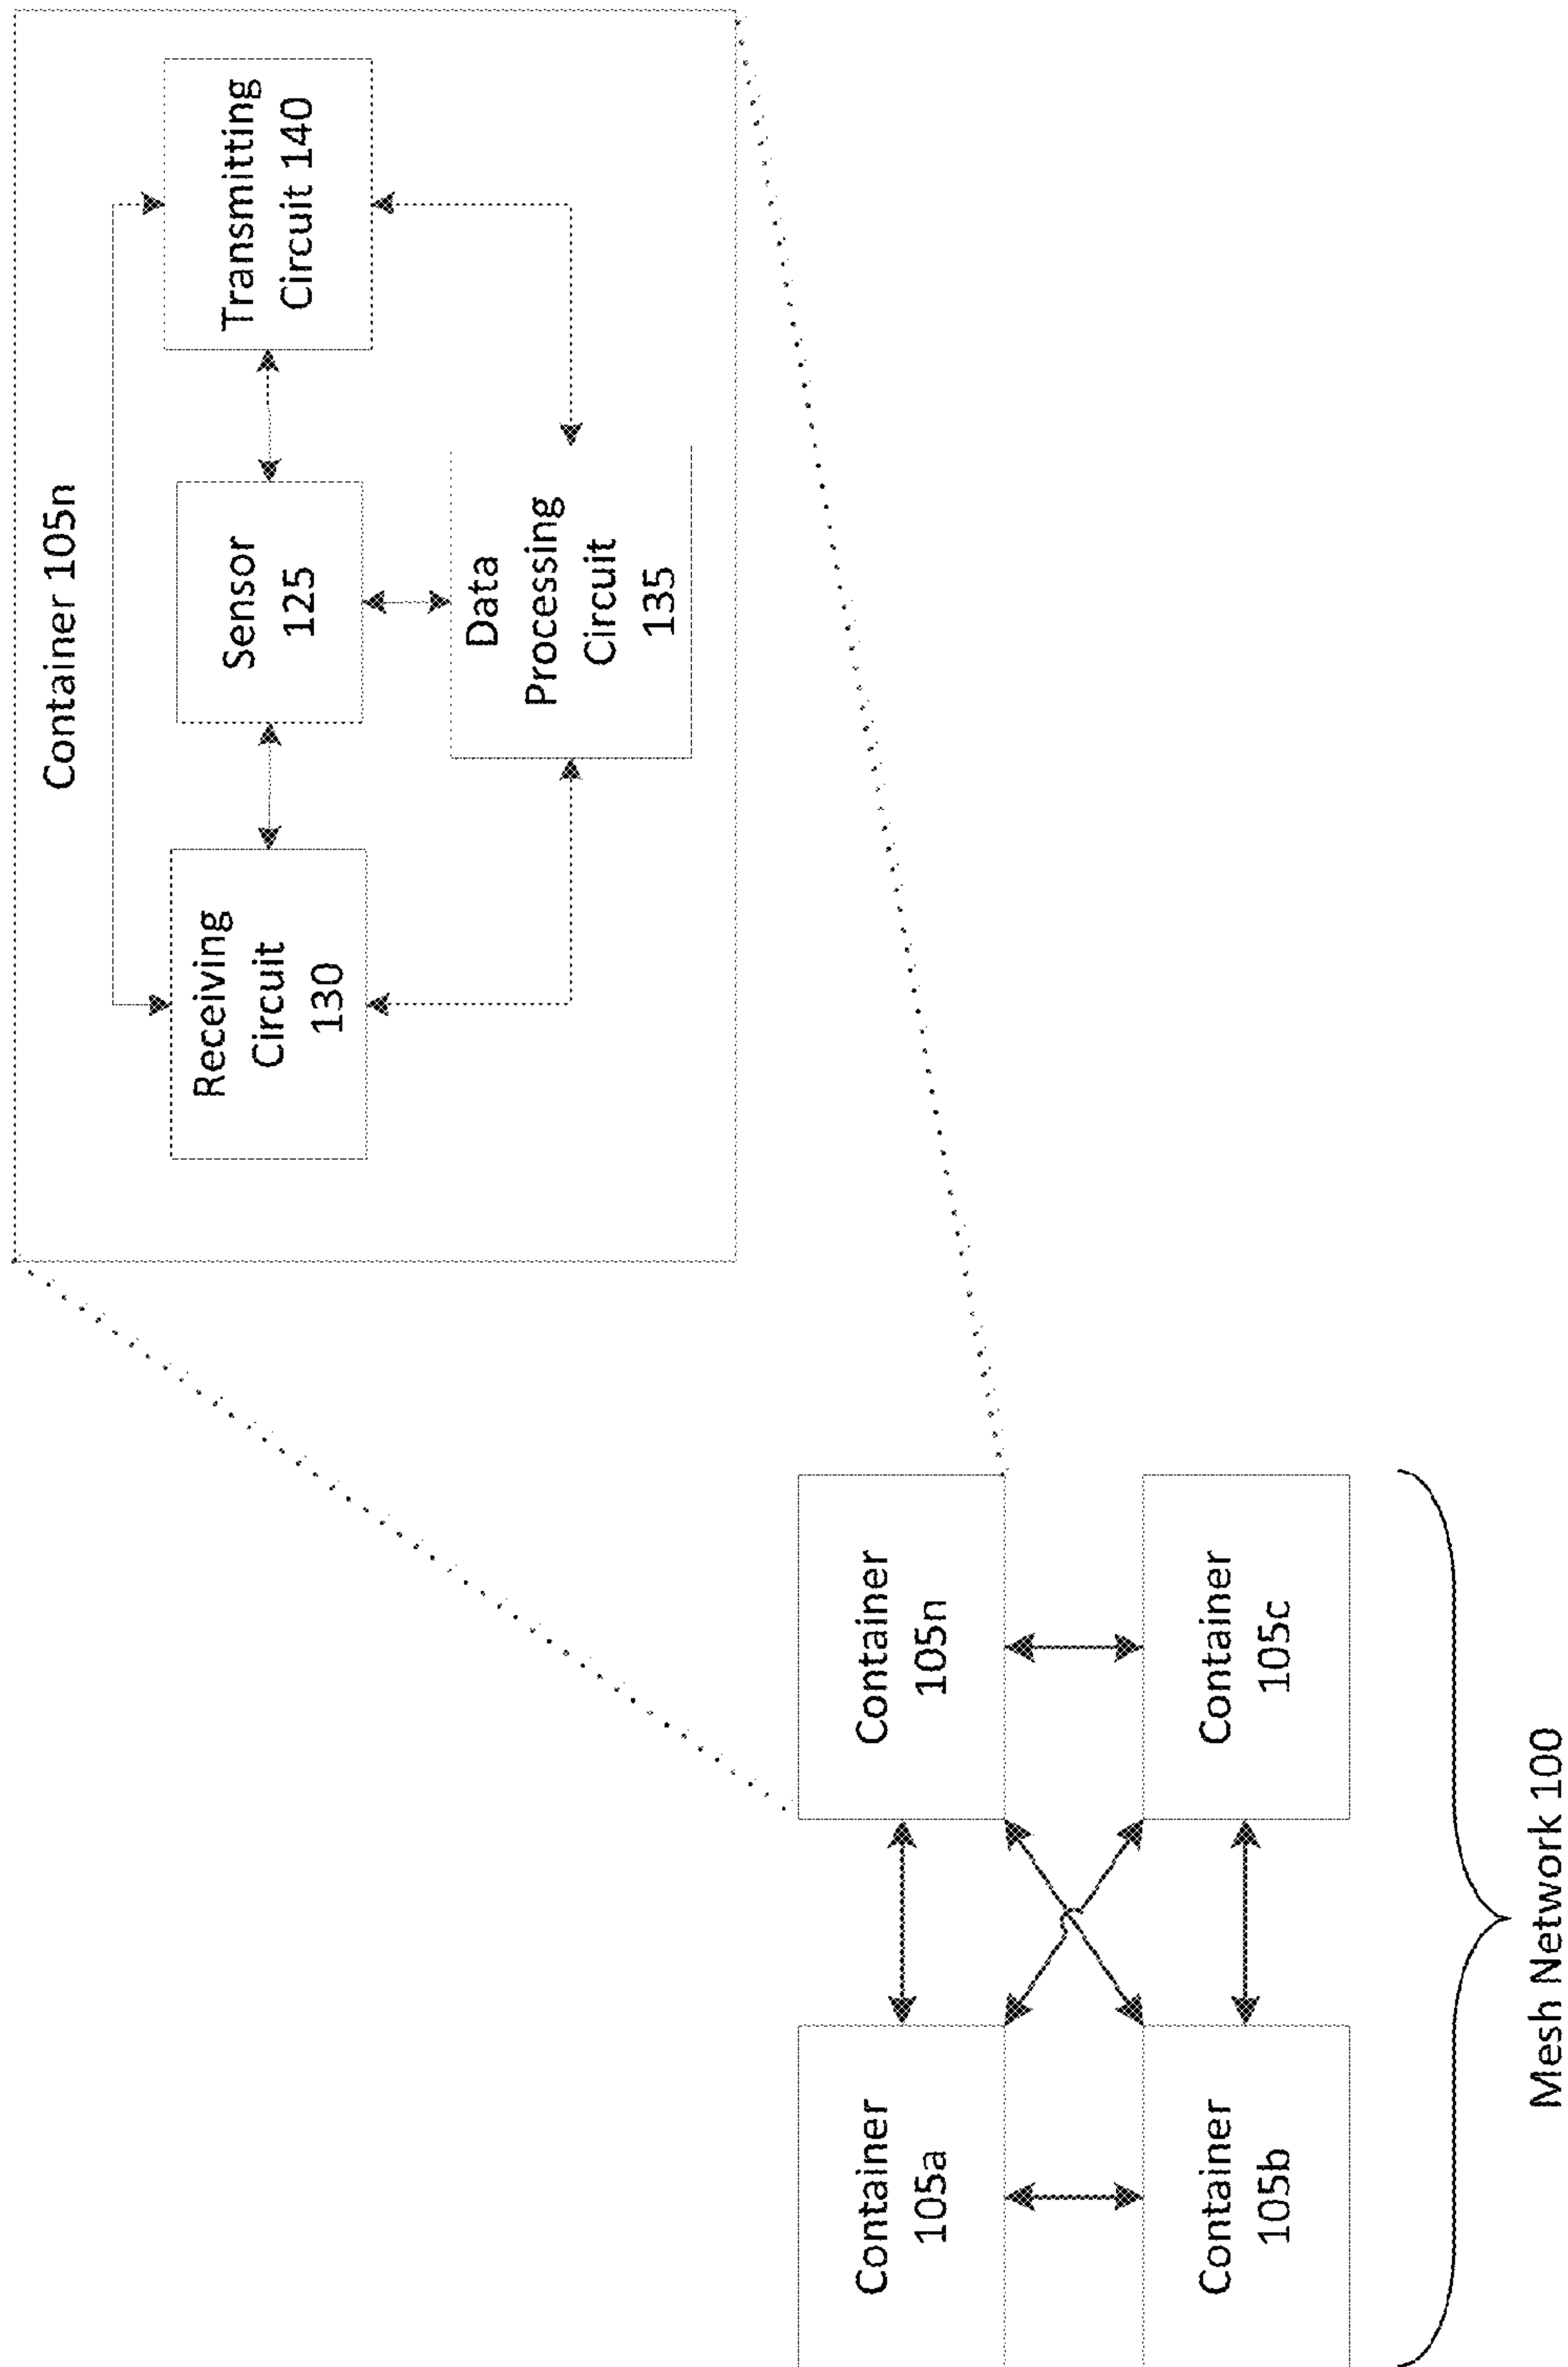 Container 105n
Receiving
Circuit
130
Sensor
125
Transmitting
Circuit 140
Data
Processing
Circuit
135
Container
105a
Container
105n
Container
105b
Container
105c
Mesh Network 100